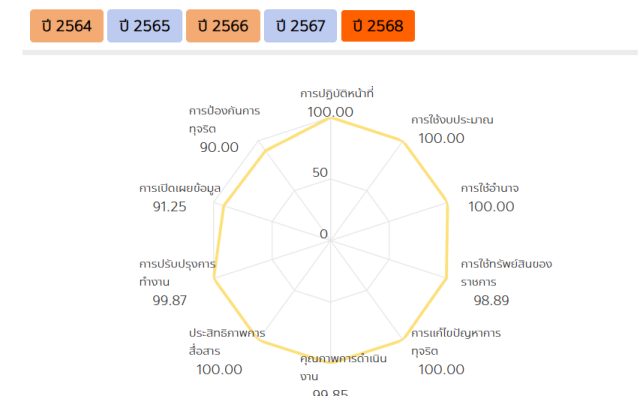 ปี 2564
ปี 2565
ปี 2566
ปี 2567
ปี 2568
การปฏิบัติหน้าที่
100.00
การใช้งบประมาณ
100.00
การใช้อำนาจ
100.00
การใช้ทรัพย์สินของ
ราชการ
98.89
การแก้ไขปัญหาการ
ทุจริต
100.00
คุณภาพการดำเนิน
งาน
99.85
ประสิทธิภาพการ
สื่อสาร
100.00
การปรับปรุงการ
ทำงาน
99.87
การเปิดเผยข้อมูล
91.25
การป้องกันการ
ทุจริต
90.00
50
0